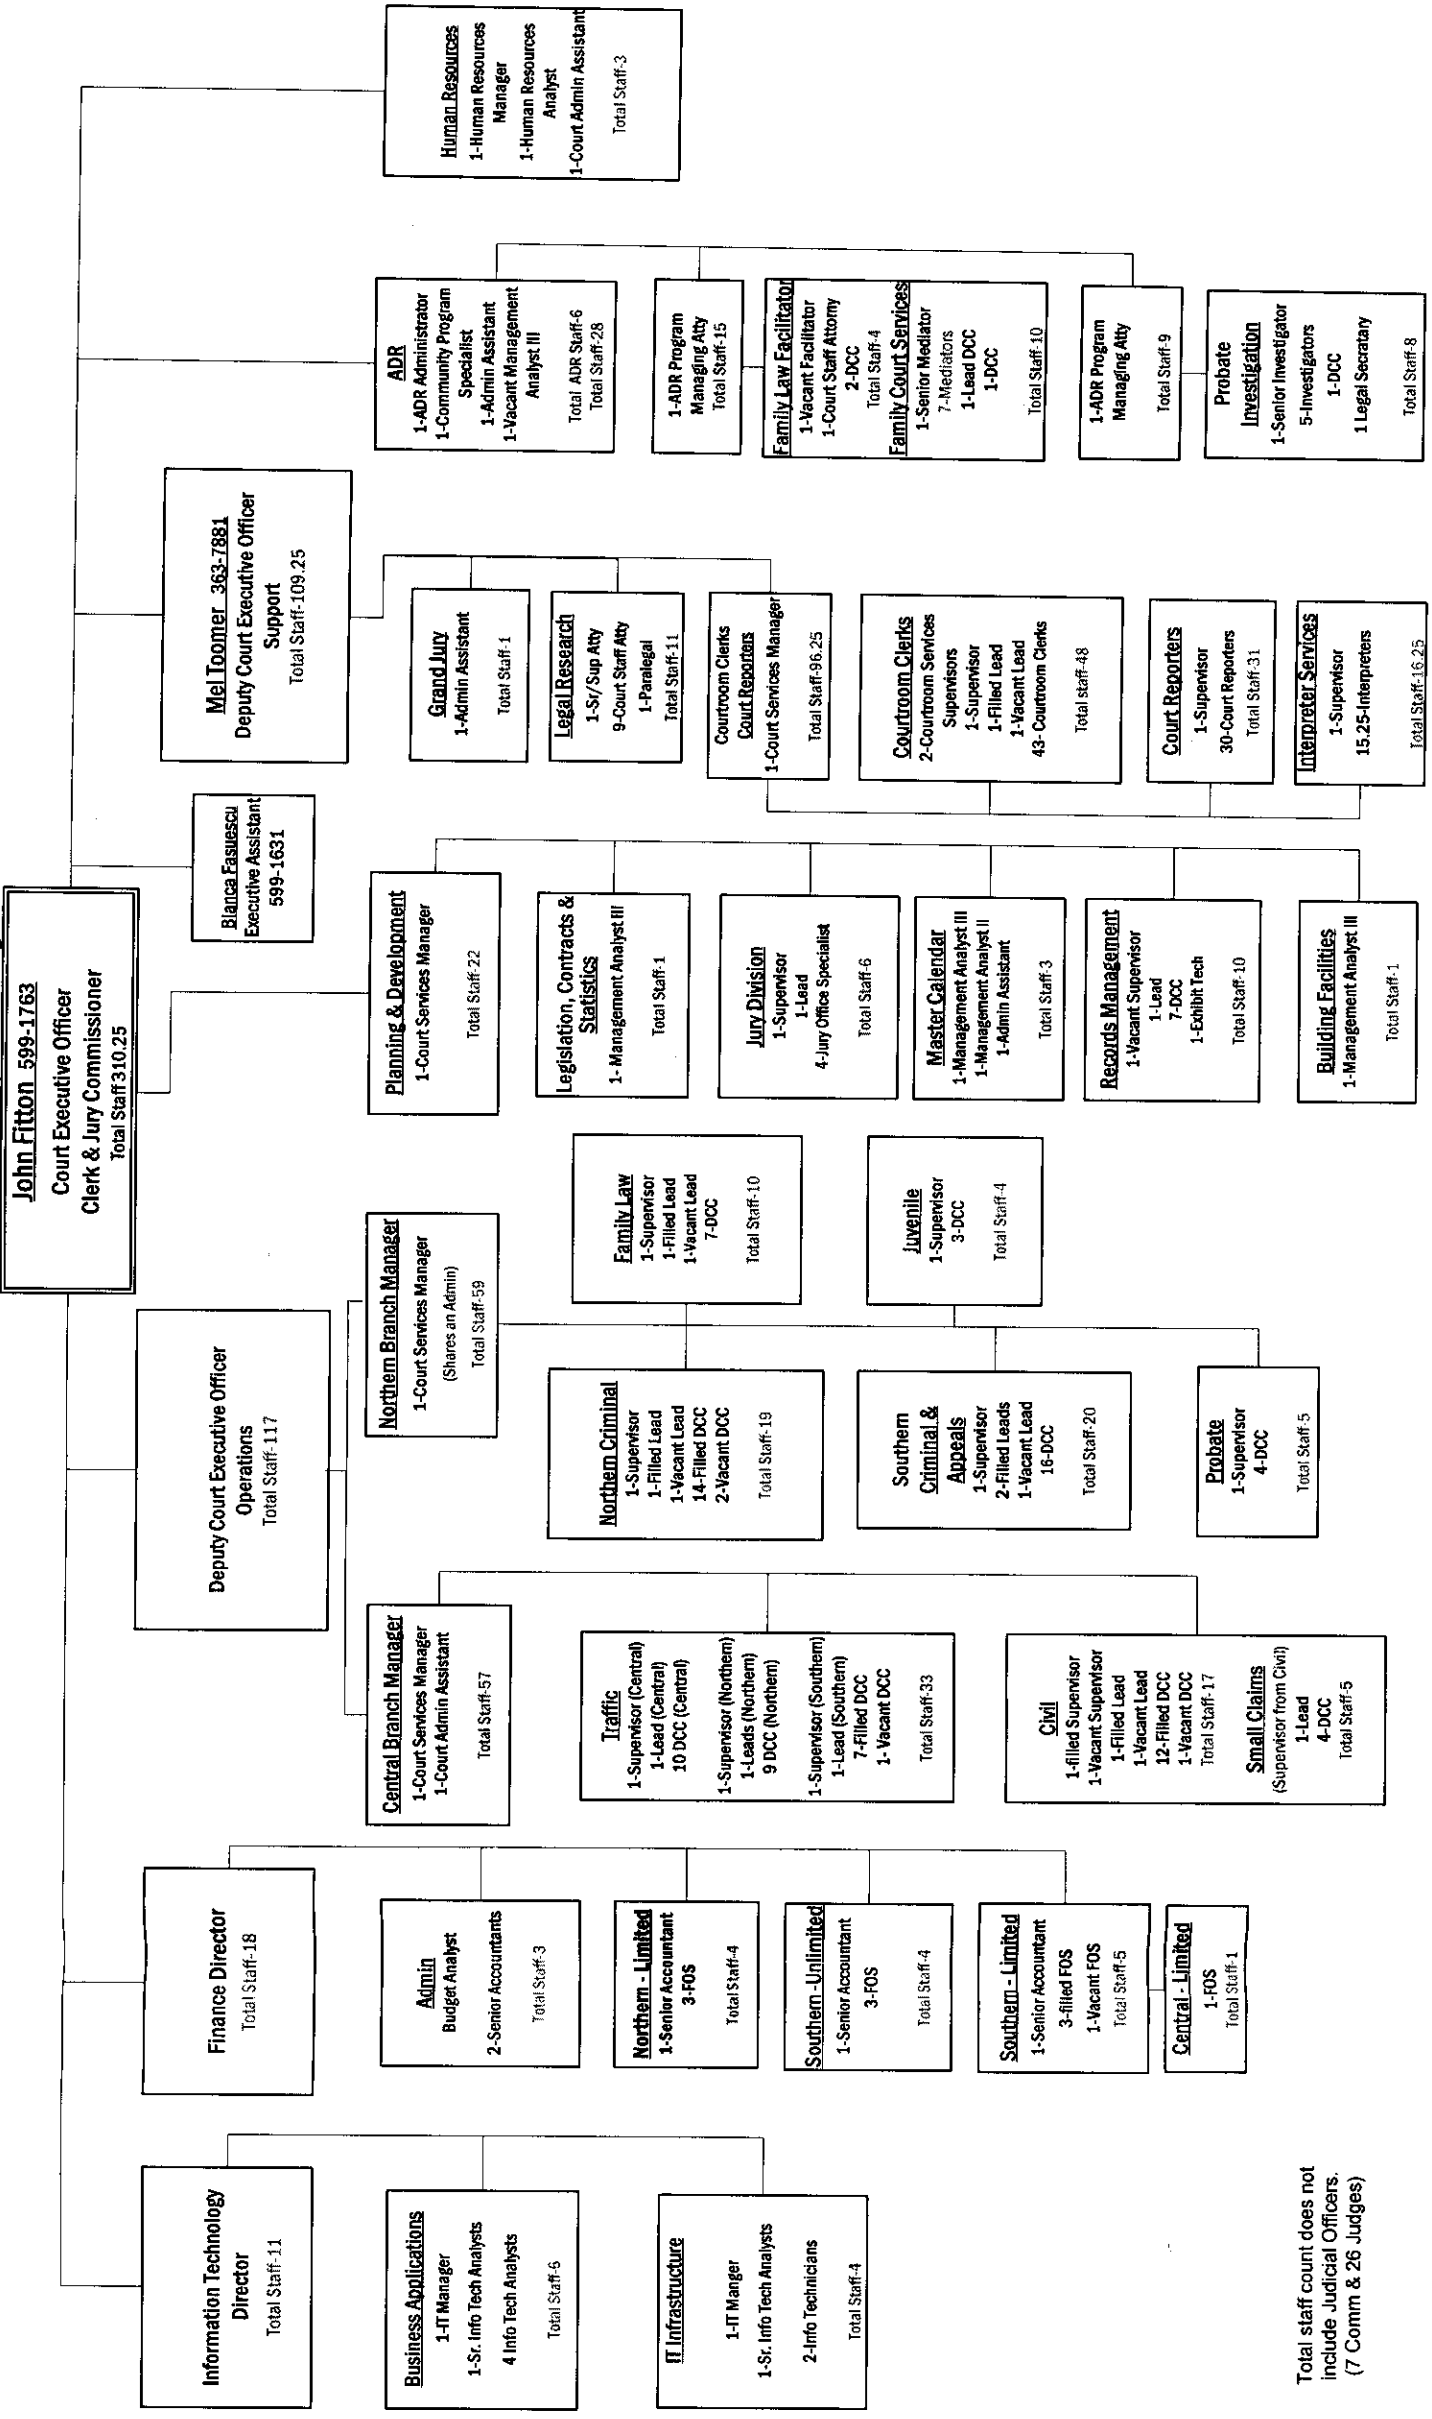 John Fitton 599-1763
Court Executive Officer
Clerk & Jury Commissioner
Total Staff 310.25
Blanca Fasuescu
Executive Assistant
599-1631
Information Technology
Director
Total Staff-11
Business Applications
1-IT Manager
1-Sr. Info Tech Analysts
4 Info Tech Analysts
Total Staff-6
IT Infrastructure
1-IT Manger
1-Sr. Info Tech Analysts
2-Info Technicians
Total Staff-4
Finance Director
Total Staff-18
Admin
Budget Analyst
2-Senior Accountants
Total Staff-3
Northern - Limited
1-Senior Accountant
3-FOS
Total Staff-4
Southern -Unlimited
1-Senior Accountant
3-FOS
Total Staff-4
Southern - Limited
1-Senior Accountant
3-filled FOS
1-Vacant FOS
Total Staff-5
Central - Limited
1-FOS
Total Staff-1
Deputy Court Executive Officer
Operations
Total Staff-117
Central Branch Manager
1-Court Services Manager
1-Court Admin Assistant
Total Staff-57
Traffic
1-Supervisor (Central)
1-Lead (Central)
10 DCC (Central)
1-Supervisor (Northern)
1-Leads (Northern)
9 DCC (Northern)
1-Supervisor (Southern)
1-Lead (Southern)
7-Filled DCC
1- Vacant DCC
Total Staff-33
Civil
1-filled Supervisor
1-Vacant Supervisor
1-Filled Lead
1-Vacant Lead
12-Filled DCC
1-Vacant DCC
Total Staff-17
Small Claims
(Supervisor from Civil)
1-Lead
4-DCC
Total Staff-5
Northern Branch Manager
1-Court Services Manager
(Shares an Admin)
Total Staff-59
Northern Criminal
1-Supervisor
1-Filled Lead
1-Vacant Lead
14-Filled DCC
2-Vacant DCC
Total Staff-19
Family Law
1-Supervisor
1-Filled Lead
1-Vacant Lead
7-DCC
Total Staff-10
Southern
Criminal &
Appeals
1-Supervisor
2-Filled Leads
1-Vacant Lead
16-DCC
Total Staff-20
Juvenile
1-Supervisor
3-DCC
Total Staff-4
Probate
1-Supervisor
4-DCC
Total Staff-5
Planning & Development
1-Court Services Manager
Total Staff-22
Legislation, Contracts &
Statistics
1- Management Analyst III
Total Staff-1
Jury Division
1-Supervisor
1-Lead
4-Jury Office Specialist
Total Staff-6
Master Calendar
1-Management Analyst III
1-Management Analyst II
1-Admin Assistant
Total Staff-3
Records Management
1-Vacant Supervisor
1-Lead
7-DCC
1-Exhibit Tech
Total Staff-10
Building Facilities
1-Management Analyst III
Total Staff-1
Mel Toomer 363-7881
Deputy Court Executive Officer
Support
Total Staff-109.25
Grand Jury
1-Admin Assistant
Total Staff-1
Legal Research
1-Sr/Sup Atty
9-Court Staff Atty
1-Paralegal
Total Staff-11
Courtroom Clerks
Court Reporters
1-Court Services Manager
Total Staff-96.25
Courtroom Clerks
2-Courtroom Services
Supervisors
1-Supervisor
1-Filled Lead
1-Vacant Lead
43- Courtroom Clerks
Total staff-48
Court Reporters
1-Supervisor
30-Court Reporters
Total Staff-31
Interpreter Services
1-Supervisor
15.25-Interpreters
Total Staff-16.25
ADR
1-ADR Administrator
1-Community Program
Specialist
1-Admin Assistant
1-Vacant Management
Analyst III
Total ADR Staff-6
Total Staff-28
1-ADR Program
Managing Atty
Total Staff-15
Family Law Facilitator
1-Vacant Facilitator
1-Court Staff Attorny
2-DCC
Total Staff-4
Family Court Services
1-Senior Mediator
7-Mediators
1-Lead DCC
1-DCC
Total Staff-10
1-ADR Program
Managing Atty
Total Staff-9
Probate
Investigation
1-Senior Investigator
5-Investigators
1-DCC
1 Legal Secratary
Total Staff-8
Human Resources
1-Human Resources
Manager
1-Human Resources
Analyst
1-Court Admin Assistant
Total Staff-3
Total staff count does not
include Judicial Officers.
(7 Comm & 26 Judges)